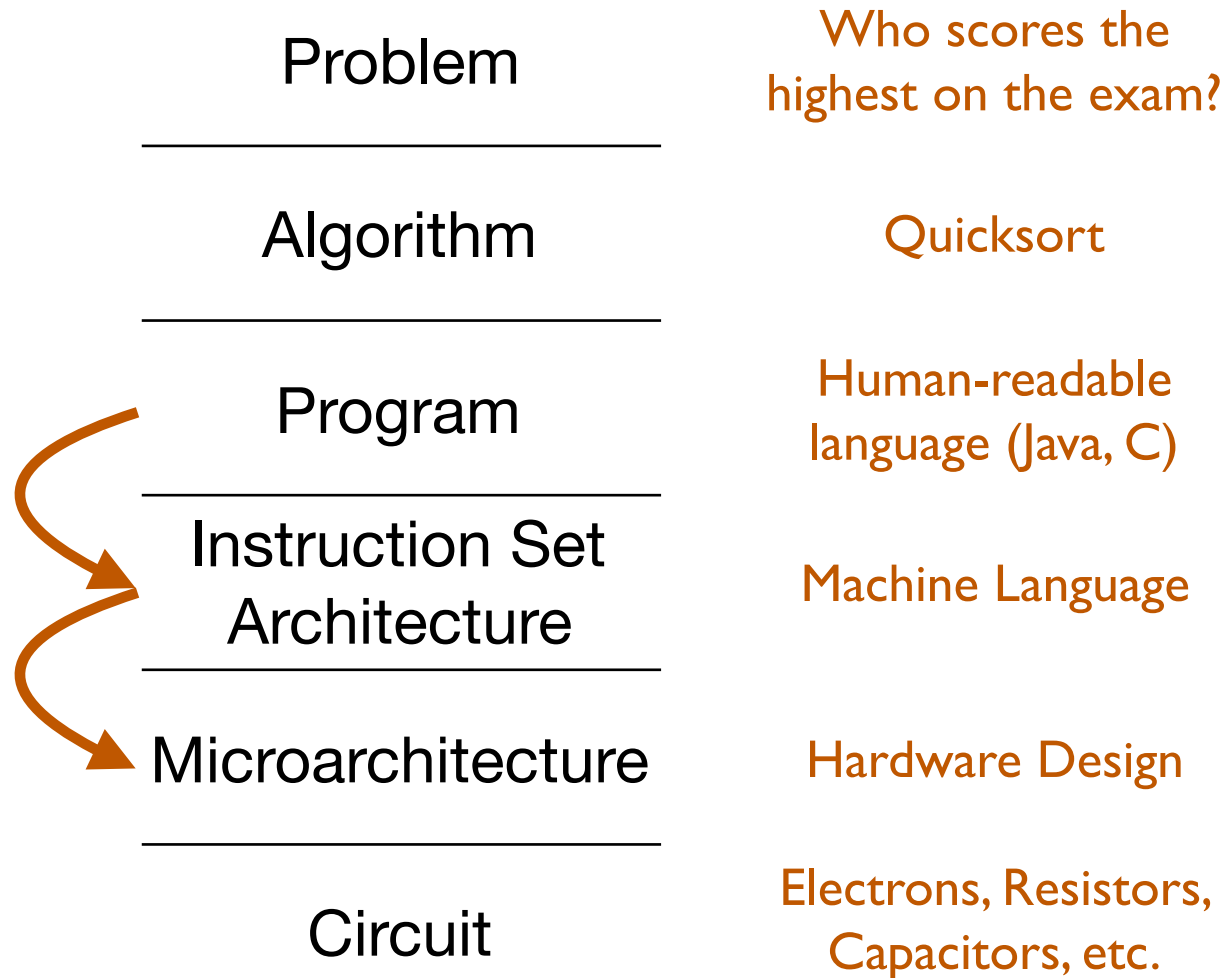 Problem
Who scores the
highest on the exam?
Algorithm
Quicksort
Program
Human-readable
language (Java, C)
Instruction Set
Architecture
Machine Language
Microarchitecture
Hardware Design
Circuit
Electrons, Resistors,
Capacitors, etc.